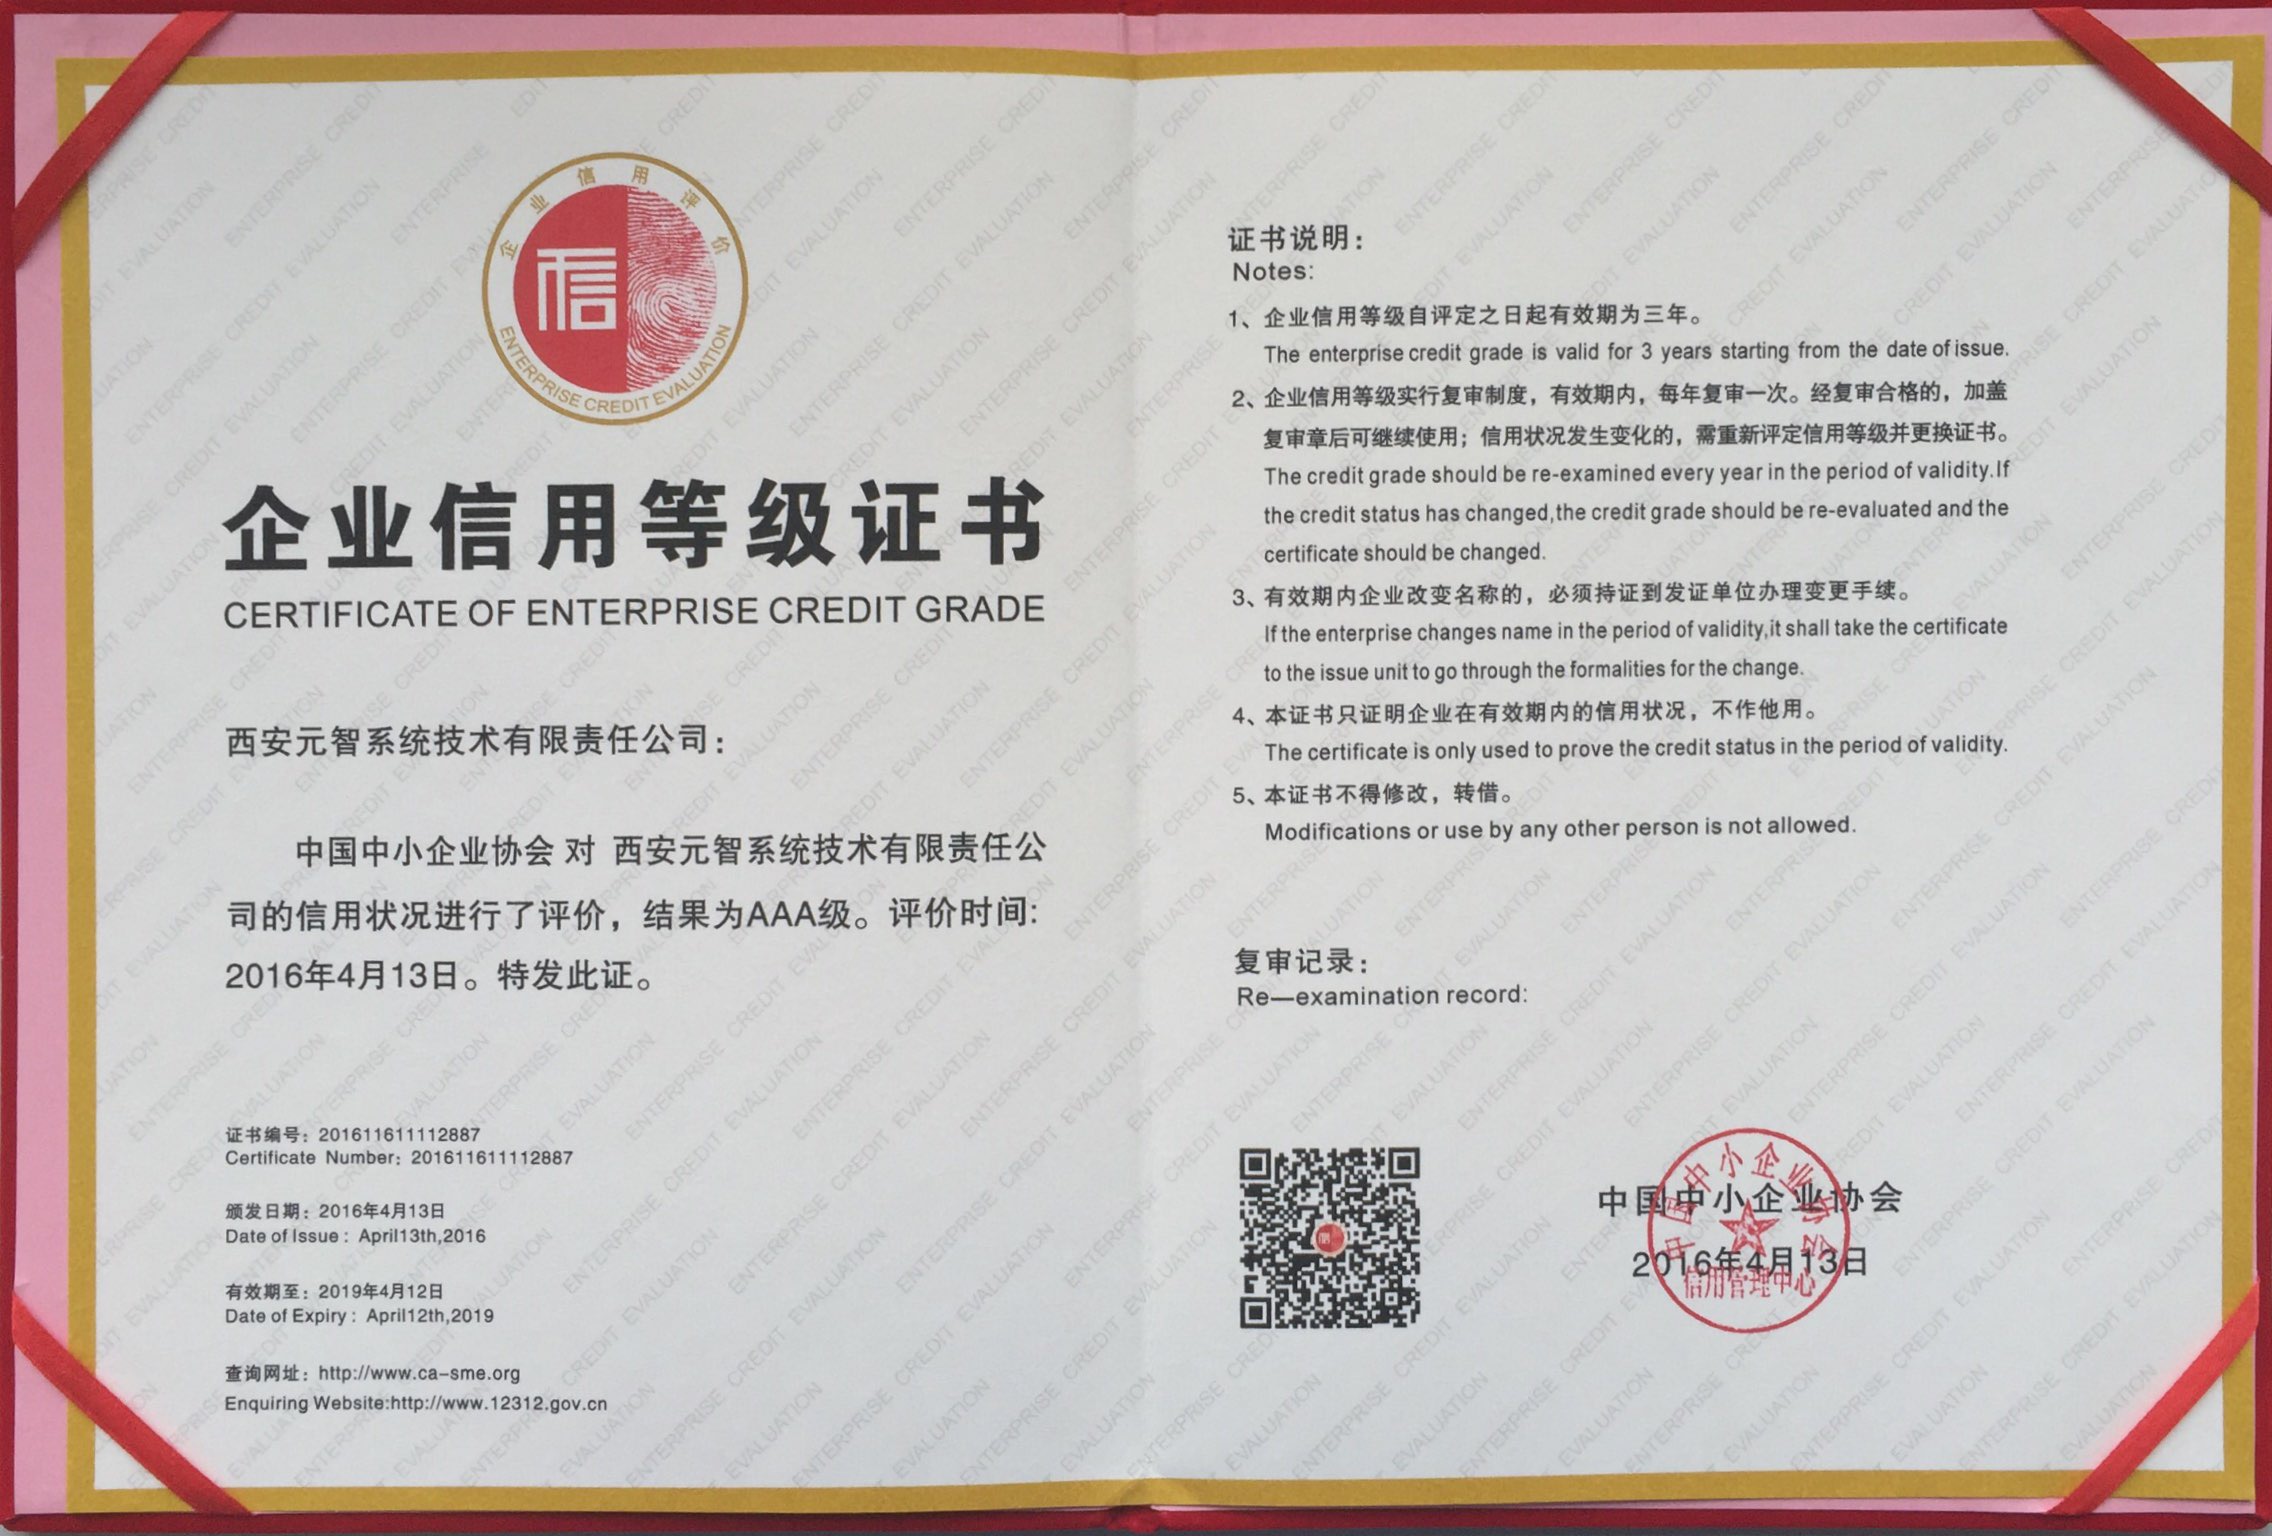 企业信用评价
信
ENTERPRISE CREDIT EVALUATION
企业信用等级证书
CERTIFICATE OF ENTERPRISE CREDIT GRADE
西安元智系统技术有限责任公司：
中国中小企业协会 对 西安元智系统技术有限责任公
司的信用状况进行了评价，结果为AAA级。评价时间：
2016年4月13日。特发此证。
证书编号：201611611112887
Certificate Number：201611611112887
颁发日期：2016年4月13日
Date of Issue：April13th,2016
有效期至：2019年4月12日
Date of Expiry：April12th,2019
查询网址：http://www.ca-sme.org
Enquiring Website:http://www.12312.gov.cn
证书说明：
Notes:
1、企业信用等级自评定之日起有效期为三年。
The enterprise credit grade is valid for 3 years starting from the date of issue.
2、企业信用等级实行复审制度，有效期内，每年复审一次。经复审合格的，加盖
复审章后可继续使用；信用状况发生变化的，需重新评定信用等级并更换证书。
The credit grade should be re-examined every year in the period of validity.If
the credit status has changed,the credit grade should be re-evaluated and the
certificate should be changed.
3、有效期内企业改变名称的，必须持证到发证单位办理变更手续。
If the enterprise changes name in the period of validity,it shall take the certificate
to the issue unit to go through the formalities for the change.
4、本证书只证明企业在有效期内的信用状况，不作他用。
The certificate is only used to prove the credit status in the period of validity.
5、本证书不得修改，转借。
Modifications or use by any other person is not allowed.
复审记录：
Re—examination record:
中国中小企业协会
2016年4月13日
中国中小企业协会
信用管理中心